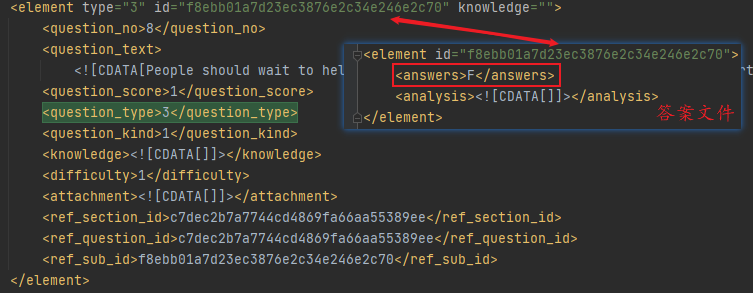 <element type="3" id="f8ebb01a7d23ec3876e2c34e246e2c70" knowledge="">
<question_no>8</question_no>
<question_text>
<![CDATA[People should wait to hel
<question_score>1</question_score>
<question_type>3</question_type>
<question_kind>1</question_kind>
<knowledge><![CDATA[]]></knowledge>
<difficulty>1</difficulty>
<attachment><![CDATA[]]></attachment>
<ref_section_id>c7dec2b7a7744cd4869fa66aa55389ee</ref_section_id>
<ref_question_id>c7dec2b7a7744cd4869fa66aa55389ee</ref_question_id>
<ref_sub_id>f8ebb01a7d23ec3876e2c34e246e2c70</ref_sub_id>
</element>
<element id="f8ebb01a7d23ec3876e2c34e246e2c70">
<answers>F</answers>
<analysis><![CDATA[]]></analysis>
</element>
答案文件